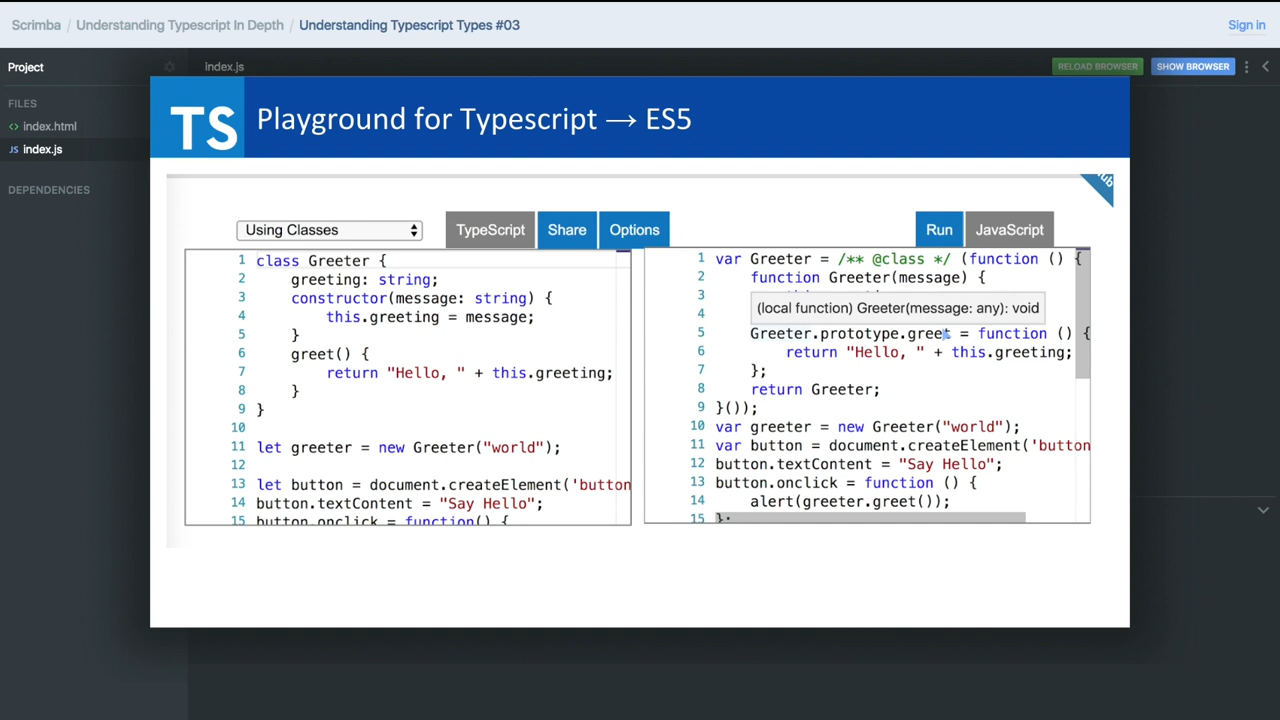 Scrimba / Understanding Typescript In Depth / Understanding Typescript Types #03
Sign in
Project
index.js
RELOAD BROWSER
SHOW BROWSER
FILES
<> index.html
JS index.js
DEPENDENCIES
TS
Playground for Typescript → ES5
Using Classes
TypeScript
Share
Options
Run
JavaScript
1 class Greeter {
2 greeting: string;
3 constructor(message: string) {
4 this.greeting = message;
5 }
6 greet() {
7 return "Hello, " + this.greeting;
8 }
9 }
10
11 let greeter = new Greeter("world");
12
13 let button = document.createElement('button
14 button.textContent = "Say Hello";
15 button.onclick = function() {
1 var Greeter = /** @class */ (function () {
2 function Greeter(message) {
3
(local function) Greeter(message: any): void
4
5 Greeter.prototype.greet = function () {
6 return "Hello, " + this.greeting;
7 };
8 return Greeter;
9 }());
10 var greeter = new Greeter("world");
11 var button = document.createElement('button
12 button.textContent = "Say Hello";
13 button.onclick = function () {
14 alert(greeter.greet());
15 };